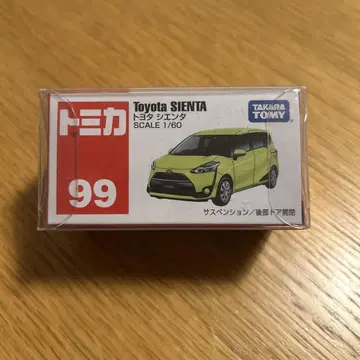 トミカ
99
Toyota SIENTA
トヨタ シエンタ
SCALE 1/60
TAKARA
TOMY
サスペンション／後部ドア開閉